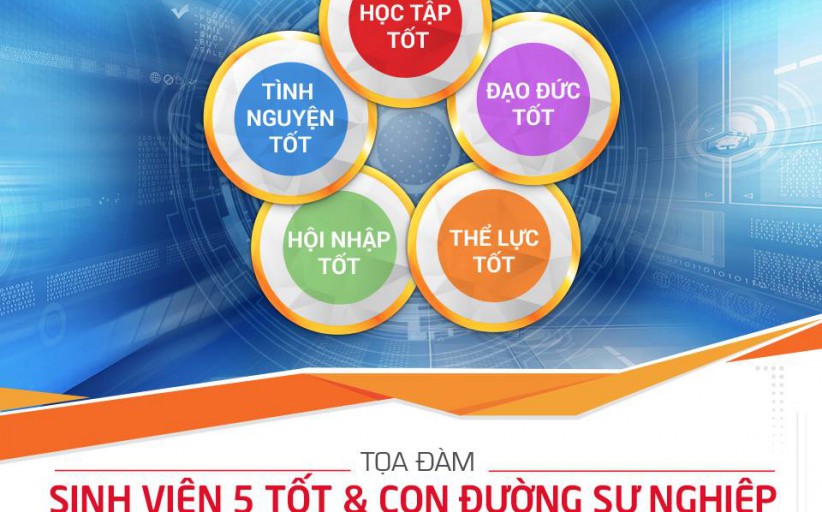 HỌC TẬP
TỐT
TÌNH
NGUYỆN
TỐT
ĐẠO ĐỨC
TỐT
HỘI NHẬP
TỐT
THỂ LỰC
TỐT
TỌA ĐÀM
SINH VIÊN 5 TỐT & CON ĐƯỜNG SỰ NGHIỆP